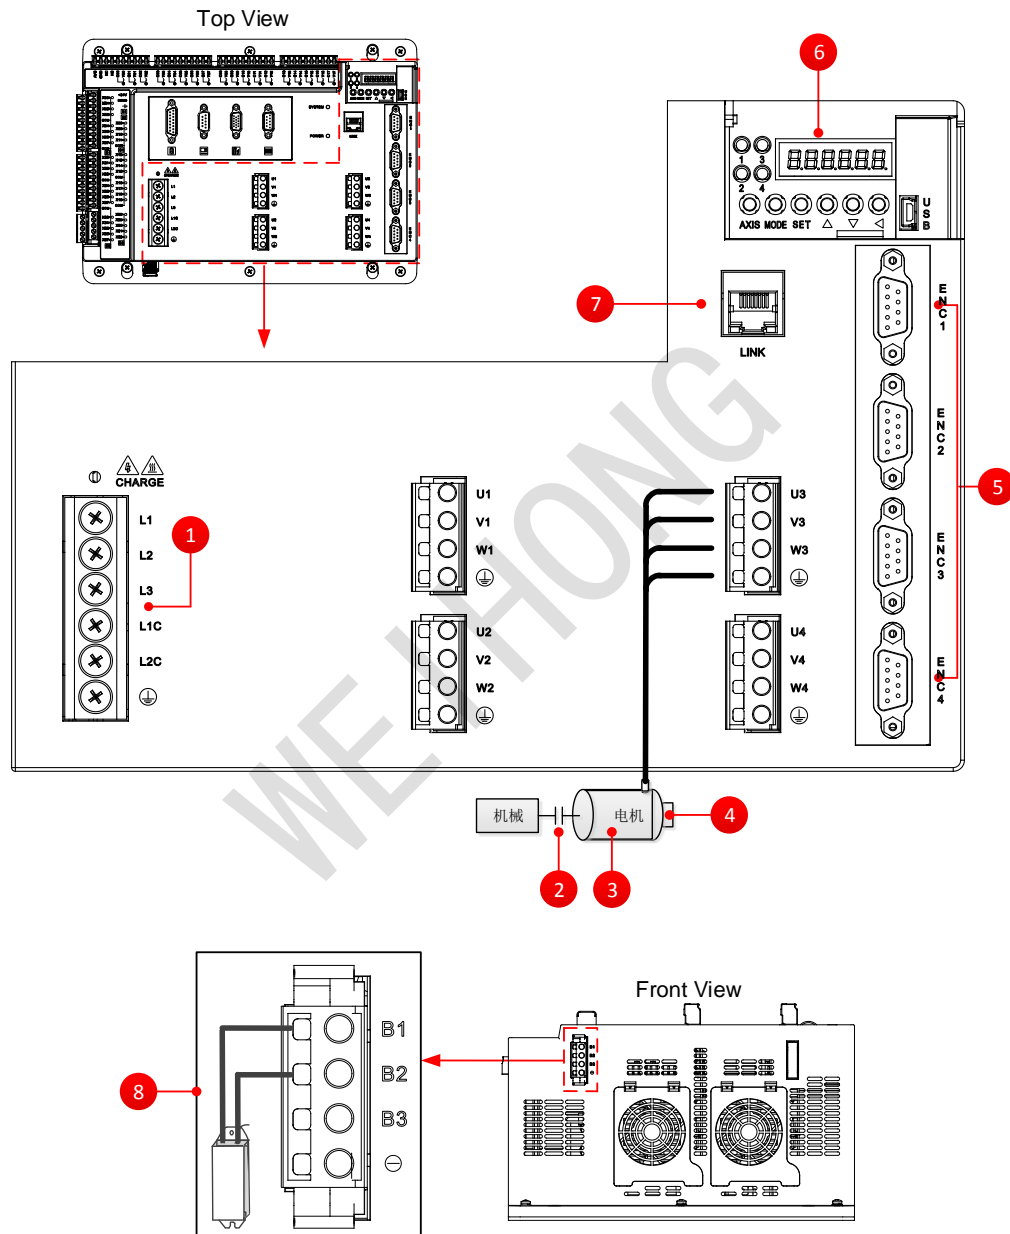 Top View
SYSTEM
POWER
6
1 3
2 4
AXIS MODE SET
USB
7
LINK
ENC1
ENC2
ENC3
ENC4
5
CHARGE
L1
L2
L3
L1C
L2C
1
U1
V1
W1
U2
V2
W2
U3
V3
W3
U4
V4
W4
WEIHONG
机械
电机
2
3
4
Front View
B1
B2
B3
8